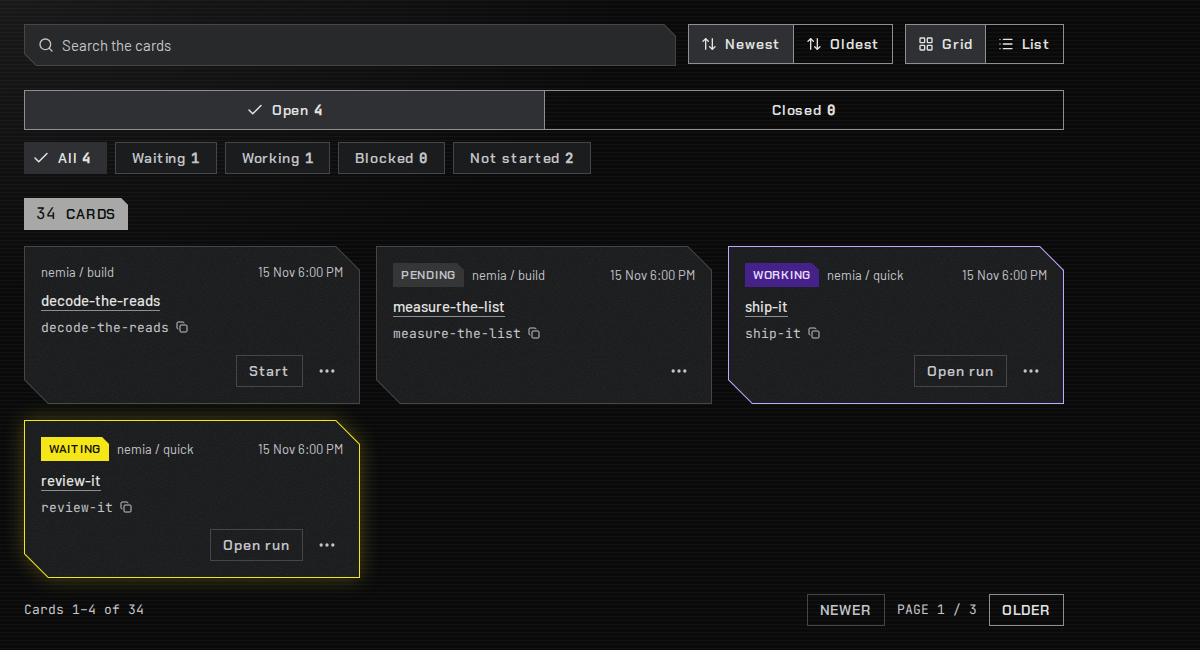 Search the cards
Newest Oldest Grid List
Open 4 Closed 0
All 4 Waiting 1 Working 1 Blocked 0 Not started 2
34 CARDS
nemia / build 15 Nov 6:00 PM
decode-the-reads
decode-the-reads
Start
PENDING nemia / build 15 Nov 6:00 PM
measure-the-list
measure-the-list
WORKING nemia / quick 15 Nov 6:00 PM
ship-it
ship-it
Open run
WAITING nemia / quick 15 Nov 6:00 PM
review-it
review-it
Open run
Cards 1–4 of 34 NEWER PAGE 1 / 3 OLDER